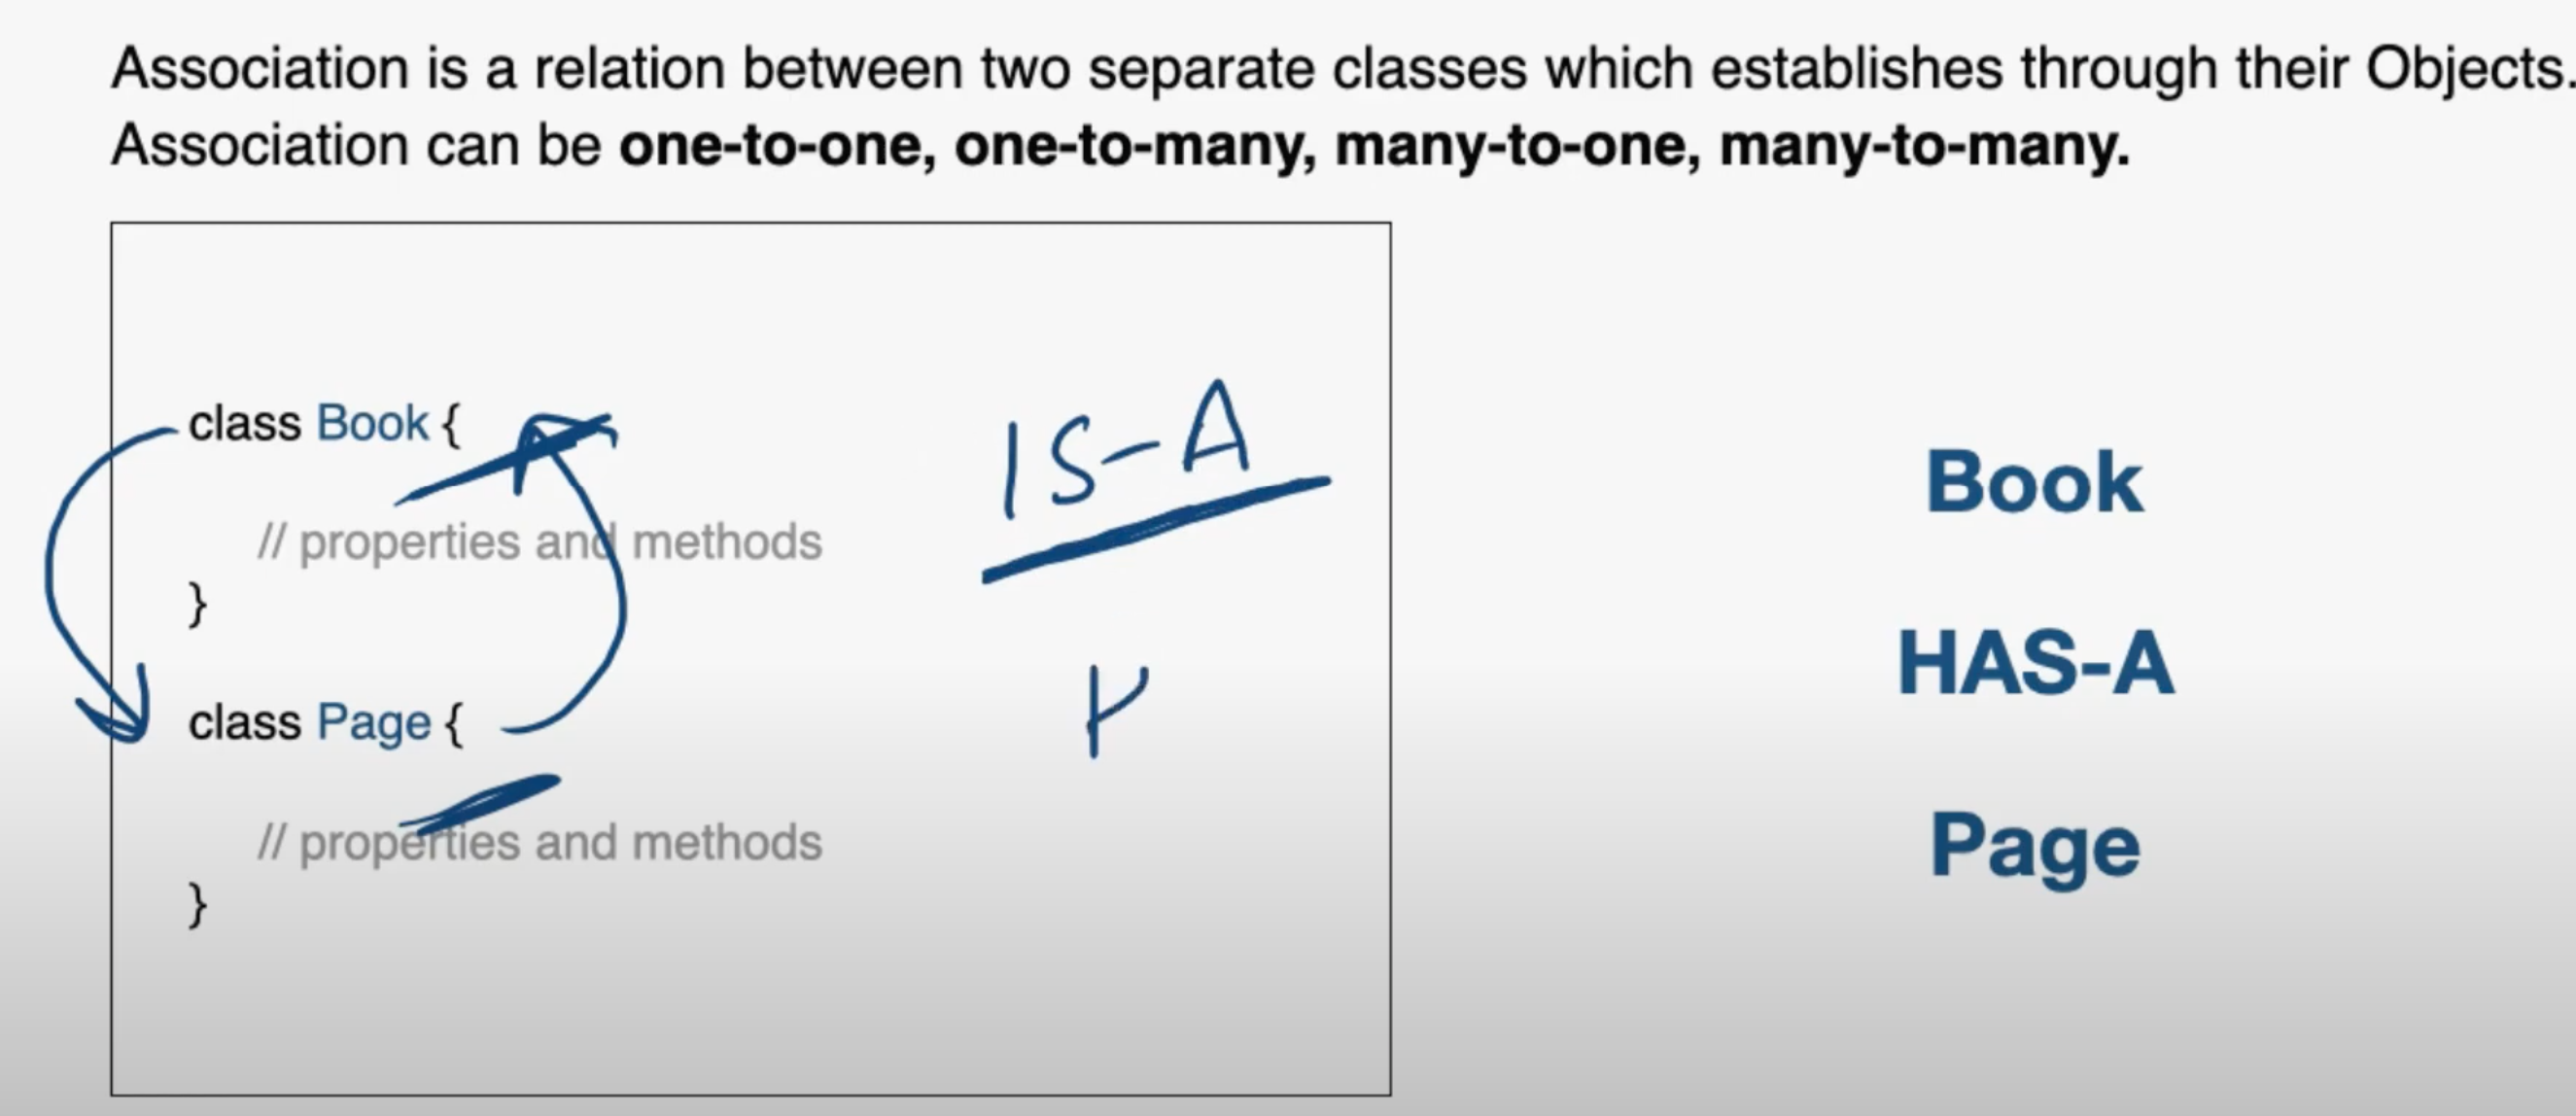 Association is a relation between two separate classes which establishes through their Objects.
Association can be one-to-one, one-to-many, many-to-one, many-to-many.
class Book {
// properties and methods
}
class Page {
// properties and methods
}
IS-A
Book
HAS-A
Page